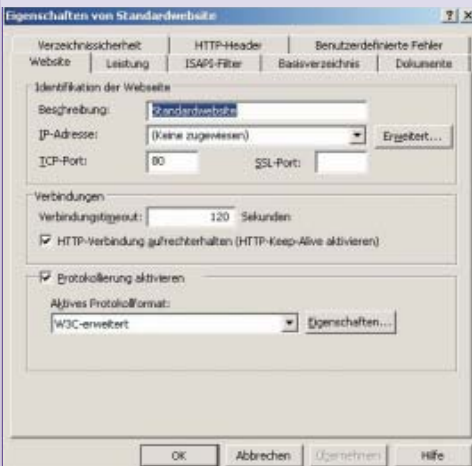 Eigenschaften von Standardwebsite
Verzeichnissicherheit HTTP-Header Benutzerdefinierte Fehler
Website Leistung ISAPI-Filter Basisverzeichnis Dokumente
Identifikation der Webseite
Beschreibung: Standardwebsite
IP-Adresse: (Keine zugewiesen) Erweitert...
TCP-Port: 80 SSL-Port:
Verbindungen
Verbindungstimeout: 120 Sekunden
HTTP-Verbindung aufrechterhalten (HTTP-Keep-Alive aktivieren)
Protokollierung aktivieren
Aktives Protokollformat:
W3C-erweitert Eigenschaften...
OK Abbrechen Übernehmen Hilfe